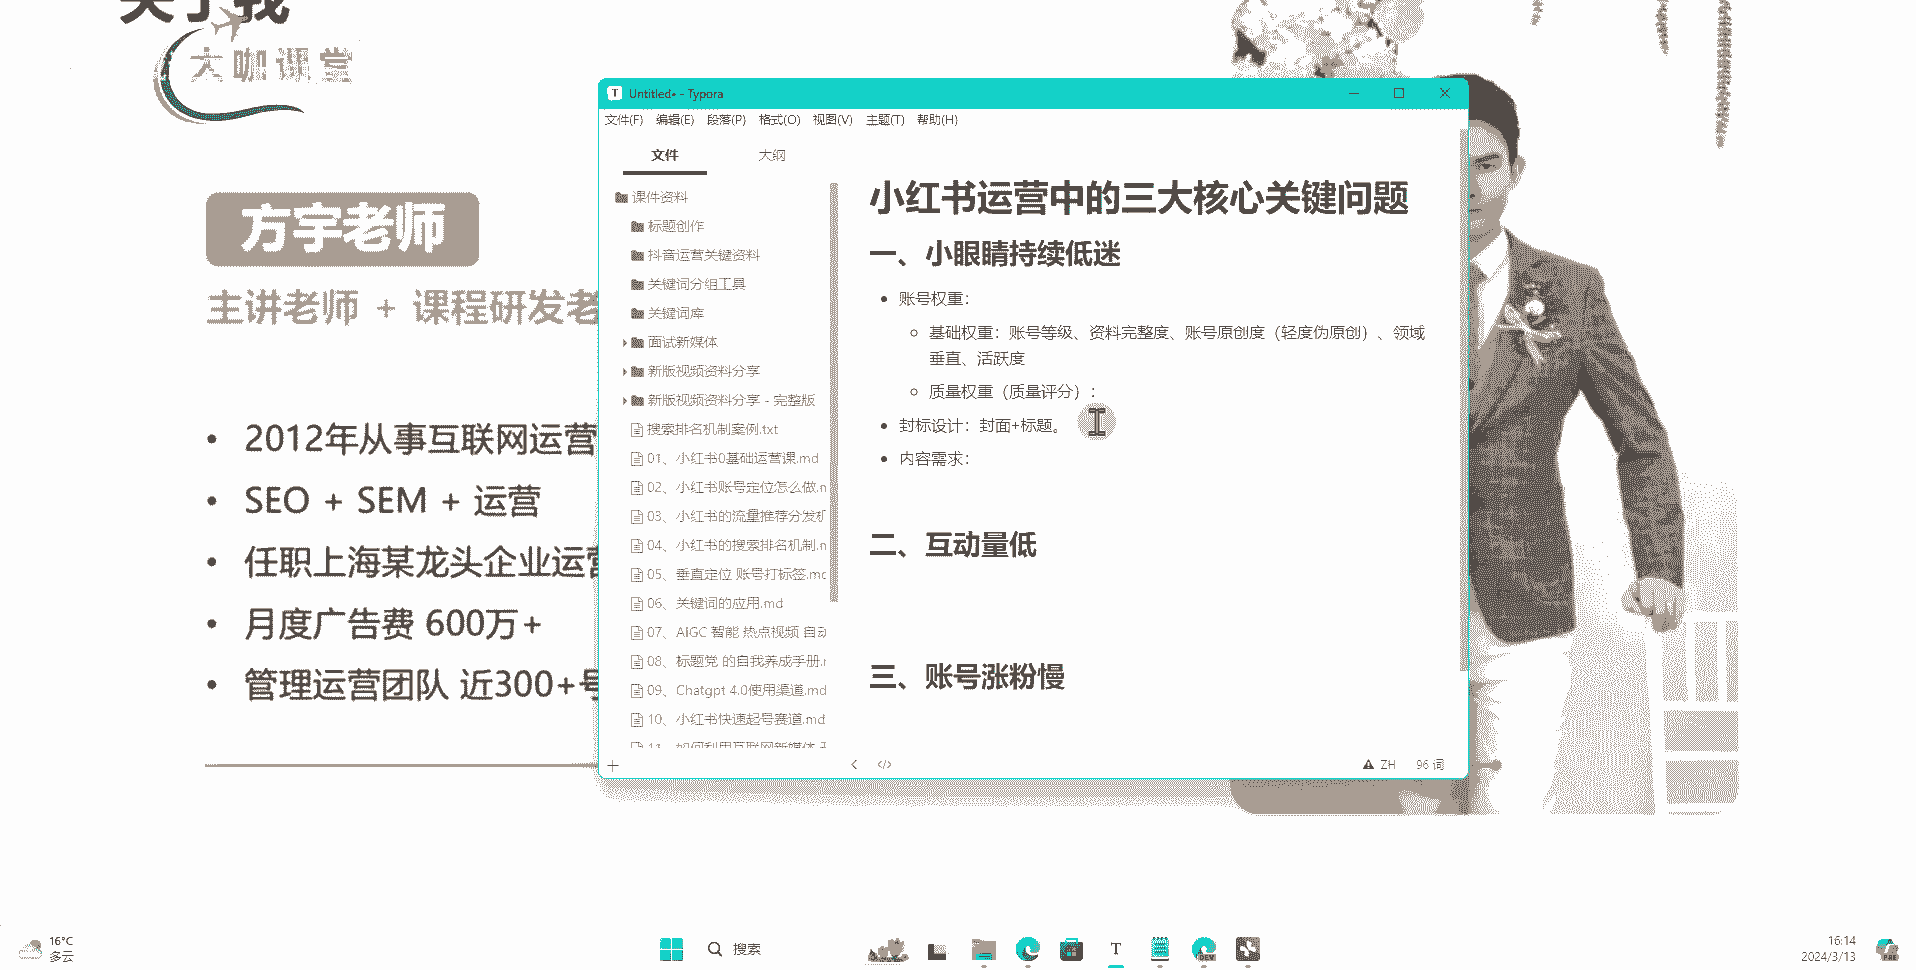 关于我
大咖课堂
方宇老师
主讲老师 + 课程研发老
• 2012年从事互联网运营
• SEO + SEM + 运营
• 任职上海某龙头企业运营
• 月度广告费 600万+
• 管理运营团队 近300+号
Untitled• - Typora
文件(F) 编辑(E) 段落(P) 格式(O) 视图(V) 主题(T) 帮助(H)
文件 大纲
课件资料
标题创作
抖音运营关键资料
关键词分组工具
关键词库
面试新媒体
新版视频资料分享
新版视频资料分享 - 完整版
搜索排名机制案例.txt
01、小红书0基础运营课.md
02、小红书账号定位怎么做.n
03、小红书的流量推荐分发机
04、小红书的搜索排名机制.n
05、垂直定位 账号打标签.mc
06、关键词的应用.md
07、AIGC 智能 热点视频 自动
08、标题党 的自我养成手册.r
09、Chatgpt 4.0使用渠道.md
10、小红书快速起号赛道.md
11、如何利用互联网新媒体
小红书运营中的三大核心关键问题
一、小眼睛持续低迷
• 账号权重：
基础权重：账号等级、资料完整度、账号原创度（轻度伪原创）、领域
垂直、活跃度
质量权重（质量评分）：
• 封标设计：封面+标题。
• 内容需求：
二、互动量低
三、账号涨粉慢
ZH 96 词
16°C
多云
搜索
T
DEV
16:14
2024/3/13
PRE